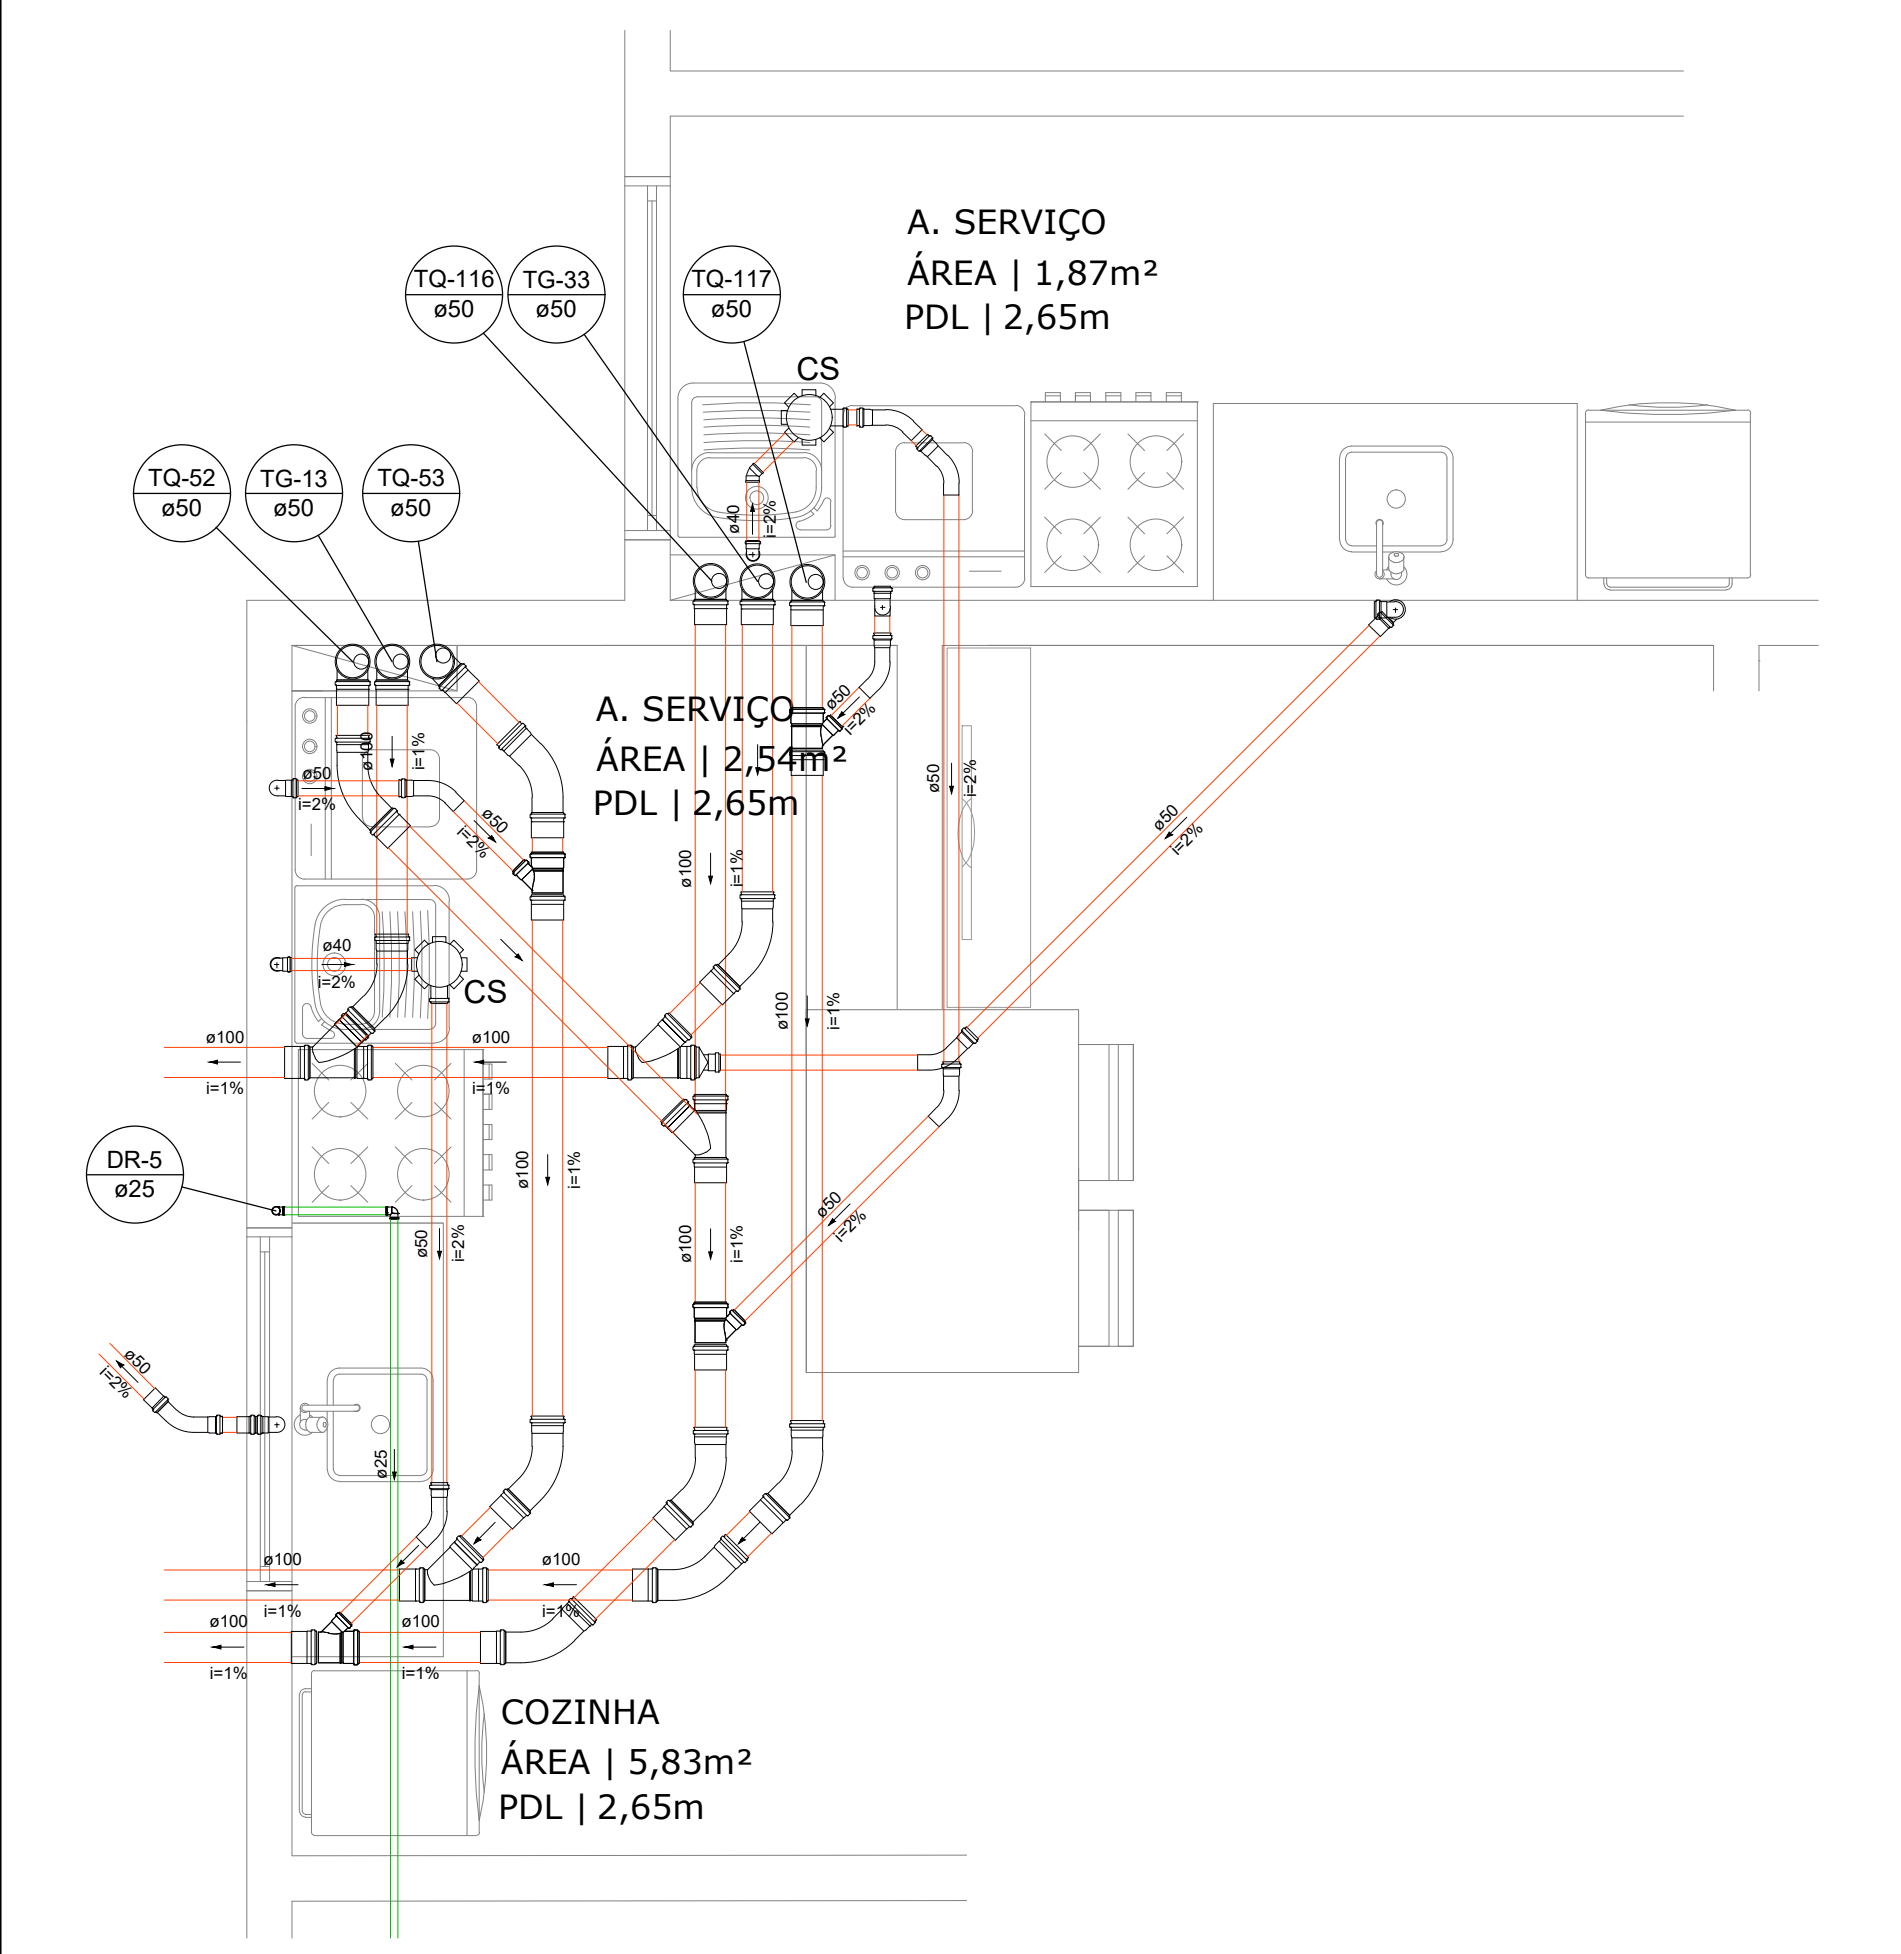 A. SERVIÇO
ÁREA | 1,87m²
PDL | 2,65m
TQ-116
ø50
TG-33
ø50
TQ-117
ø50
CS
TQ-52
ø50
TG-13
ø50
TQ-53
ø50
ø40
i=2%
A. SERVIÇO
ÁREA | 2,54m²
PDL | 2,65m
ø50
i=2%
ø100
i=1%
ø50
i=2%
ø50
i=2%
ø50
i=2%
ø50
i=2%
ø100
i=1%
ø40
i=2%
CS
ø100
i=1%
ø100
i=1%
ø100
i=1%
DR-5
ø25
ø100
i=1%
ø50
i=2%
ø50
i=2%
ø100
i=1%
ø50
i=2%
ø25
ø100
i=1%
ø100
i=1%
ø100
i=1%
ø100
i=1%
COZINHA
ÁREA | 5,83m²
PDL | 2,65m